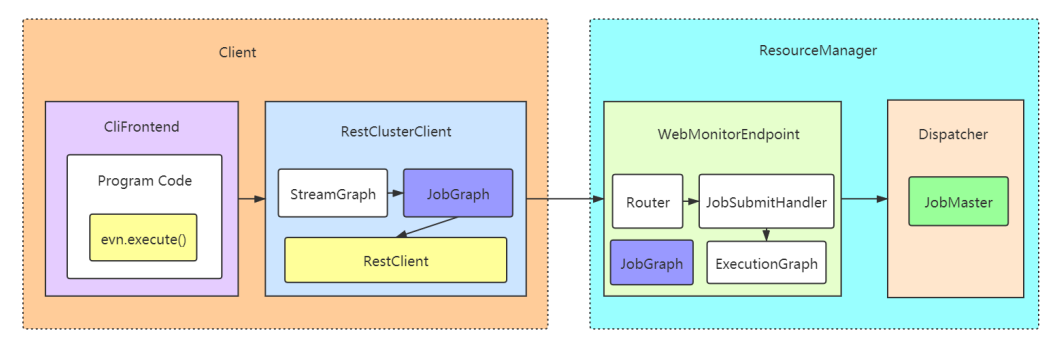 Client
CliFrontend
Program Code
evn.execute()
RestClusterClient
StreamGraph
JobGraph
RestClient
ResourceManager
WebMonitorEndpoint
Router
JobSubmitHandler
JobGraph
ExecutionGraph
Dispatcher
JobMaster